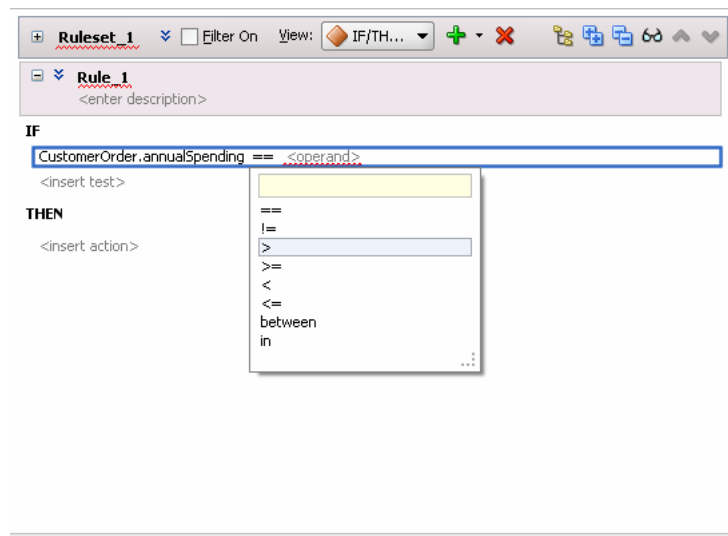 Ruleset_1 Filter On View: IF/TH...
Rule_1
<enter description>
IF
CustomerOrder.annualSpending == <operand>
<insert test>
THEN
<insert action>
==
!=
>
>=
<
<=
between
in